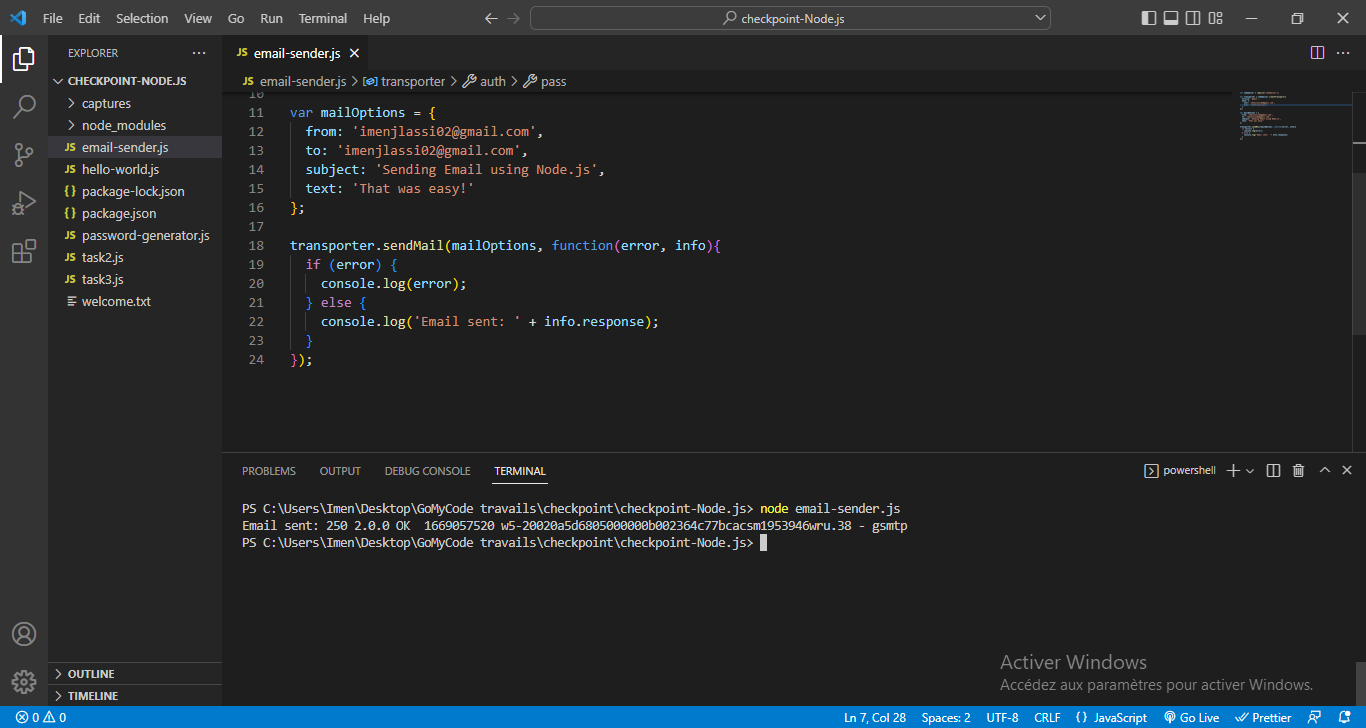 File Edit Selection View Go Run Terminal Help
checkpoint-Node.js
EXPLORER
CHECKPOINT-NODE.JS
captures
node_modules
JS email-sender.js
JS hello-world.js
{} package-lock.json
{} package.json
JS password-generator.js
JS task2.js
JS task3.js
welcome.txt
OUTLINE
TIMELINE
JS email-sender.js
JS email-sender.js > transporter > auth > pass
10
11 var mailOptions = {
12   from: 'imenjlassi02@gmail.com',
13   to: 'imenjlassi02@gmail.com',
14   subject: 'Sending Email using Node.js',
15   text: 'That was easy!'
16 };
17
18 transporter.sendMail(mailOptions, function(error, info){
19   if (error) {
20     console.log(error);
21   } else {
22     console.log('Email sent: ' + info.response);
23   }
24 });
PROBLEMS OUTPUT DEBUG CONSOLE TERMINAL
powershell
PS C:\Users\Imen\Desktop\GoMyCode travails\checkpoint\checkpoint-Node.js> node email-sender.js
Email sent: 250 2.0.0 OK  1669057520 w5-20020a5d6805000000b002364c77bcacsm1953946wru.38 - gsmtp
PS C:\Users\Imen\Desktop\GoMyCode travails\checkpoint\checkpoint-Node.js>
Activer Windows
Accédez aux paramètres pour activer Windows.
0 0
Ln 7, Col 28 Spaces: 2 UTF-8 CRLF {} JavaScript Go Live Prettier